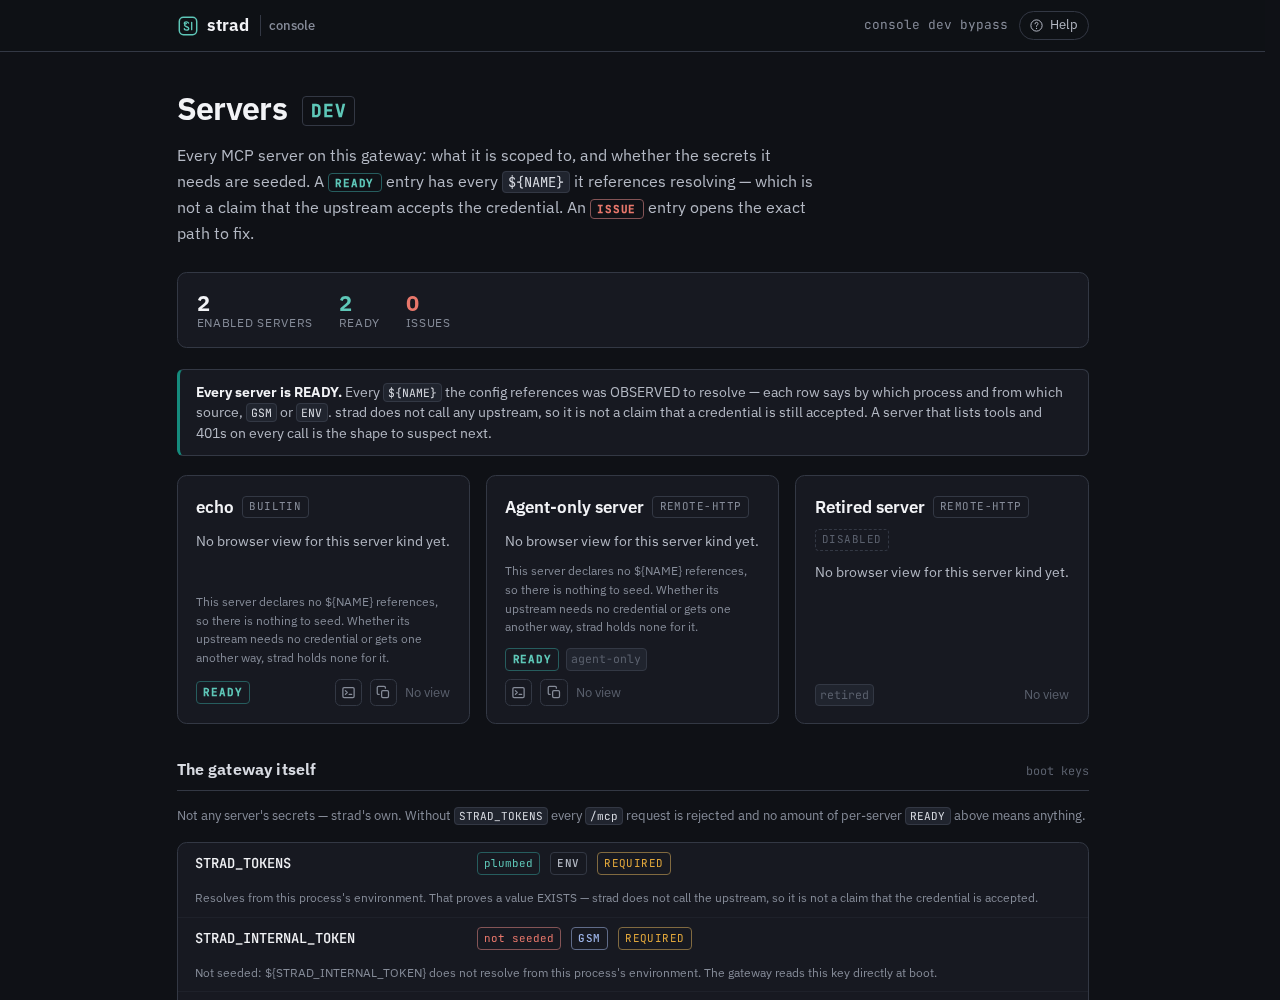 strad console
console dev bypass Help
Servers DEV
Every MCP server on this gateway: what it is scoped to, and whether the secrets it
needs are seeded. A READY entry has every ${NAME} it references resolving — which is
not a claim that the upstream accepts the credential. An ISSUE entry opens the exact
path to fix.
2 2 0
ENABLED SERVERS READY ISSUES
Every server is READY. Every ${NAME} the config references was OBSERVED to resolve — each row says by which process and from which
source, GSM or ENV. strad does not call any upstream, so it is not a claim that a credential is still accepted. A server that lists tools and
401s on every call is the shape to suspect next.
echo BUILTIN
No browser view for this server kind yet.
This server declares no ${NAME} references,
so there is nothing to seed. Whether its
upstream needs no credential or gets one
another way, strad holds none for it.
READY No view
Agent-only server REMOTE-HTTP
No browser view for this server kind yet.
This server declares no ${NAME} references,
so there is nothing to seed. Whether its
upstream needs no credential or gets one
another way, strad holds none for it.
READY agent-only
No view
Retired server REMOTE-HTTP
DISABLED
No browser view for this server kind yet.
retired No view
The gateway itself boot keys
Not any server's secrets — strad's own. Without STRAD_TOKENS every /mcp request is rejected and no amount of per-server READY above means anything.
STRAD_TOKENS plumbed ENV REQUIRED
Resolves from this process's environment. That proves a value EXISTS — strad does not call the upstream, so it is not a claim that the credential is accepted.
STRAD_INTERNAL_TOKEN not seeded GSM REQUIRED
Not seeded: ${STRAD_INTERNAL_TOKEN} does not resolve from this process's environment. The gateway reads this key directly at boot.